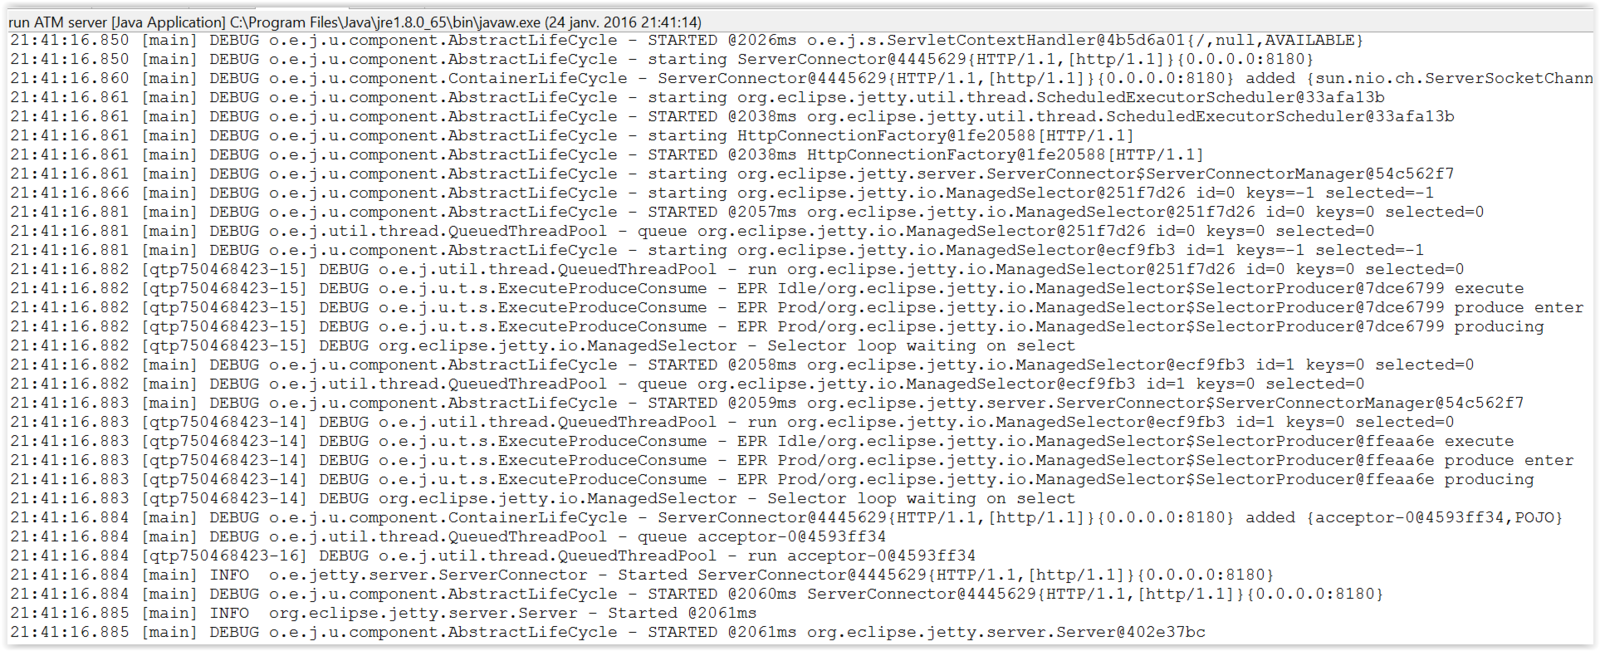 run ATM server [Java Application] C:\Program Files\Java\jre1.8.0_65\bin\javaw.exe (24 janv. 2016 21:41:14)
21:41:16.850 [main] DEBUG o.e.j.u.component.AbstractLifeCycle - STARTED @2026ms o.e.j.s.ServletContextHandler@4b5d6a01{/,null,AVAILABLE}
21:41:16.850 [main] DEBUG o.e.j.u.component.AbstractLifeCycle - starting ServerConnector@4445629{HTTP/1.1,[http/1.1]}{0.0.0.0:8180}
21:41:16.860 [main] DEBUG o.e.j.u.component.ContainerLifeCycle - ServerConnector@4445629{HTTP/1.1,[http/1.1]}{0.0.0.0:8180} added {sun.nio.ch.ServerSocketChann
21:41:16.861 [main] DEBUG o.e.j.u.component.AbstractLifeCycle - starting org.eclipse.jetty.util.thread.ScheduledExecutorScheduler@33afa13b
21:41:16.861 [main] DEBUG o.e.j.u.component.AbstractLifeCycle - STARTED @2038ms org.eclipse.jetty.util.thread.ScheduledExecutorScheduler@33afa13b
21:41:16.861 [main] DEBUG o.e.j.u.component.AbstractLifeCycle - starting HttpConnectionFactory@1fe20588[HTTP/1.1]
21:41:16.861 [main] DEBUG o.e.j.u.component.AbstractLifeCycle - STARTED @2038ms HttpConnectionFactory@1fe20588[HTTP/1.1]
21:41:16.861 [main] DEBUG o.e.j.u.component.AbstractLifeCycle - starting org.eclipse.jetty.server.ServerConnector$ServerConnectorManager@54c562f7
21:41:16.866 [main] DEBUG o.e.j.u.component.AbstractLifeCycle - starting org.eclipse.jetty.io.ManagedSelector@251f7d26 id=0 keys=-1 selected=-1
21:41:16.881 [main] DEBUG o.e.j.u.component.AbstractLifeCycle - STARTED @2057ms org.eclipse.jetty.io.ManagedSelector@251f7d26 id=0 keys=0 selected=0
21:41:16.881 [main] DEBUG o.e.j.util.thread.QueuedThreadPool - queue org.eclipse.jetty.io.ManagedSelector@251f7d26 id=0 keys=0 selected=0
21:41:16.881 [main] DEBUG o.e.j.u.component.AbstractLifeCycle - starting org.eclipse.jetty.io.ManagedSelector@ecf9fb3 id=1 keys=-1 selected=-1
21:41:16.882 [qtp750468423-15] DEBUG o.e.j.util.thread.QueuedThreadPool - run org.eclipse.jetty.io.ManagedSelector@251f7d26 id=0 keys=0 selected=0
21:41:16.882 [qtp750468423-15] DEBUG o.e.j.u.t.s.ExecuteProduceConsume - EPR Idle/org.eclipse.jetty.io.ManagedSelector$SelectorProducer@7dce6799 execute
21:41:16.882 [qtp750468423-15] DEBUG o.e.j.u.t.s.ExecuteProduceConsume - EPR Prod/org.eclipse.jetty.io.ManagedSelector$SelectorProducer@7dce6799 produce enter
21:41:16.882 [qtp750468423-15] DEBUG o.e.j.u.t.s.ExecuteProduceConsume - EPR Prod/org.eclipse.jetty.io.ManagedSelector$SelectorProducer@7dce6799 producing
21:41:16.882 [qtp750468423-15] DEBUG org.eclipse.jetty.io.ManagedSelector - Selector loop waiting on select
21:41:16.882 [main] DEBUG o.e.j.u.component.AbstractLifeCycle - STARTED @2058ms org.eclipse.jetty.io.ManagedSelector@ecf9fb3 id=1 keys=0 selected=0
21:41:16.882 [main] DEBUG o.e.j.util.thread.QueuedThreadPool - queue org.eclipse.jetty.io.ManagedSelector@ecf9fb3 id=1 keys=0 selected=0
21:41:16.883 [main] DEBUG o.e.j.u.component.AbstractLifeCycle - STARTED @2059ms org.eclipse.jetty.server.ServerConnector$ServerConnectorManager@54c562f7
21:41:16.883 [qtp750468423-14] DEBUG o.e.j.util.thread.QueuedThreadPool - run org.eclipse.jetty.io.ManagedSelector@ecf9fb3 id=1 keys=0 selected=0
21:41:16.883 [qtp750468423-14] DEBUG o.e.j.u.t.s.ExecuteProduceConsume - EPR Idle/org.eclipse.jetty.io.ManagedSelector$SelectorProducer@ffeaa6e execute
21:41:16.883 [qtp750468423-14] DEBUG o.e.j.u.t.s.ExecuteProduceConsume - EPR Prod/org.eclipse.jetty.io.ManagedSelector$SelectorProducer@ffeaa6e produce enter
21:41:16.883 [qtp750468423-14] DEBUG o.e.j.u.t.s.ExecuteProduceConsume - EPR Prod/org.eclipse.jetty.io.ManagedSelector$SelectorProducer@ffeaa6e producing
21:41:16.883 [qtp750468423-14] DEBUG org.eclipse.jetty.io.ManagedSelector - Selector loop waiting on select
21:41:16.884 [main] DEBUG o.e.j.u.component.ContainerLifeCycle - ServerConnector@4445629{HTTP/1.1,[http/1.1]}{0.0.0.0:8180} added {acceptor-0@4593ff34,POJO}
21:41:16.884 [main] DEBUG o.e.j.util.thread.QueuedThreadPool - queue acceptor-0@4593ff34
21:41:16.884 [qtp750468423-16] DEBUG o.e.j.util.thread.QueuedThreadPool - run acceptor-0@4593ff34
21:41:16.884 [main] INFO  o.e.jetty.server.ServerConnector - Started ServerConnector@4445629{HTTP/1.1,[http/1.1]}{0.0.0.0:8180}
21:41:16.884 [main] DEBUG o.e.j.u.component.AbstractLifeCycle - STARTED @2060ms ServerConnector@4445629{HTTP/1.1,[http/1.1]}{0.0.0.0:8180}
21:41:16.885 [main] INFO  org.eclipse.jetty.server.Server - Started @2061ms
21:41:16.885 [main] DEBUG o.e.j.u.component.AbstractLifeCycle - STARTED @2061ms org.eclipse.jetty.server.Server@402e37bc